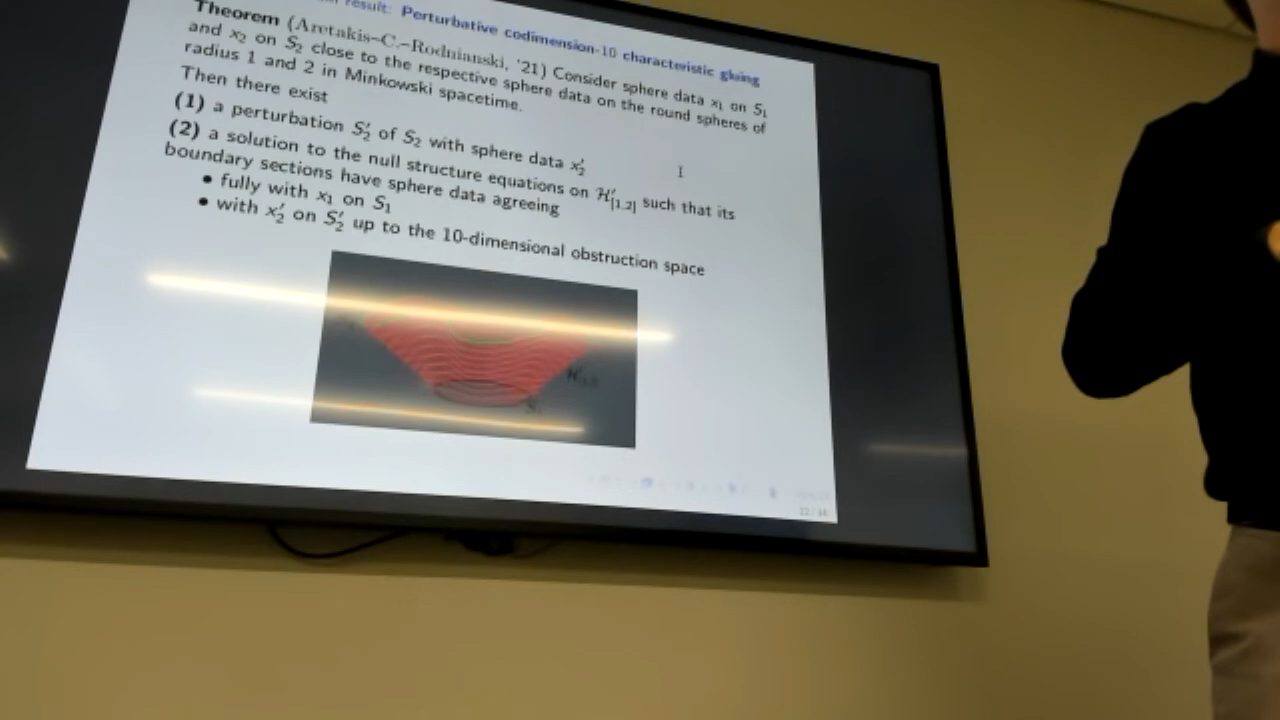 result: Perturbative codimension-10 characteristic gluing
Theorem (Aretakis–C.–Rodnianski, '21) Consider sphere data x₁ on S₁
and x₂ on S₂ close to the respective sphere data on the round spheres of
radius 1 and 2 in Minkowski spacetime.
Then there exist
(1) a perturbation S′₂ of S₂ with sphere data x′₂
(2) a solution to the null structure equations on ℋ′[1,2] such that its
boundary sections have sphere data agreeing
• fully with x₁ on S₁
• with x′₂ on S′₂ up to the 10-dimensional obstruction space